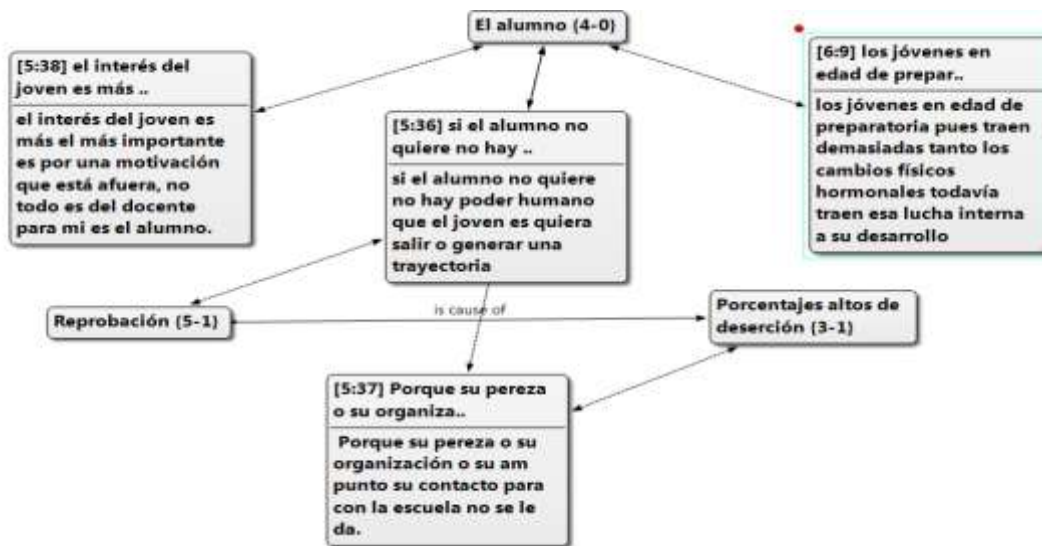 El alumno (4-0)
[5:38] el interés del
joven es más ..
el interés del joven es
más el más importante
es por una motivación
que está afuera, no
todo es del docente
para mi es el alumno.
[5:36] si el alumno no
quiere no hay ..
si el alumno no quiere
no hay poder humano
que el joven es quiera
salir o generar una
trayectoria
[6:9] los jóvenes en
edad de prepar..
los jóvenes en edad de
preparatoria pues traen
demasiadas tanto los
cambios físicos
hormonales todavía
traen esa lucha interna
a su desarrollo
Reprobación (5-1)
is cause of
Porcentajes altos de
deserción (3-1)
[5:37] Porque su pereza
o su organiza..
Porque su pereza o su
organización o su am
punto su contacto para
con la escuela no se le
da.